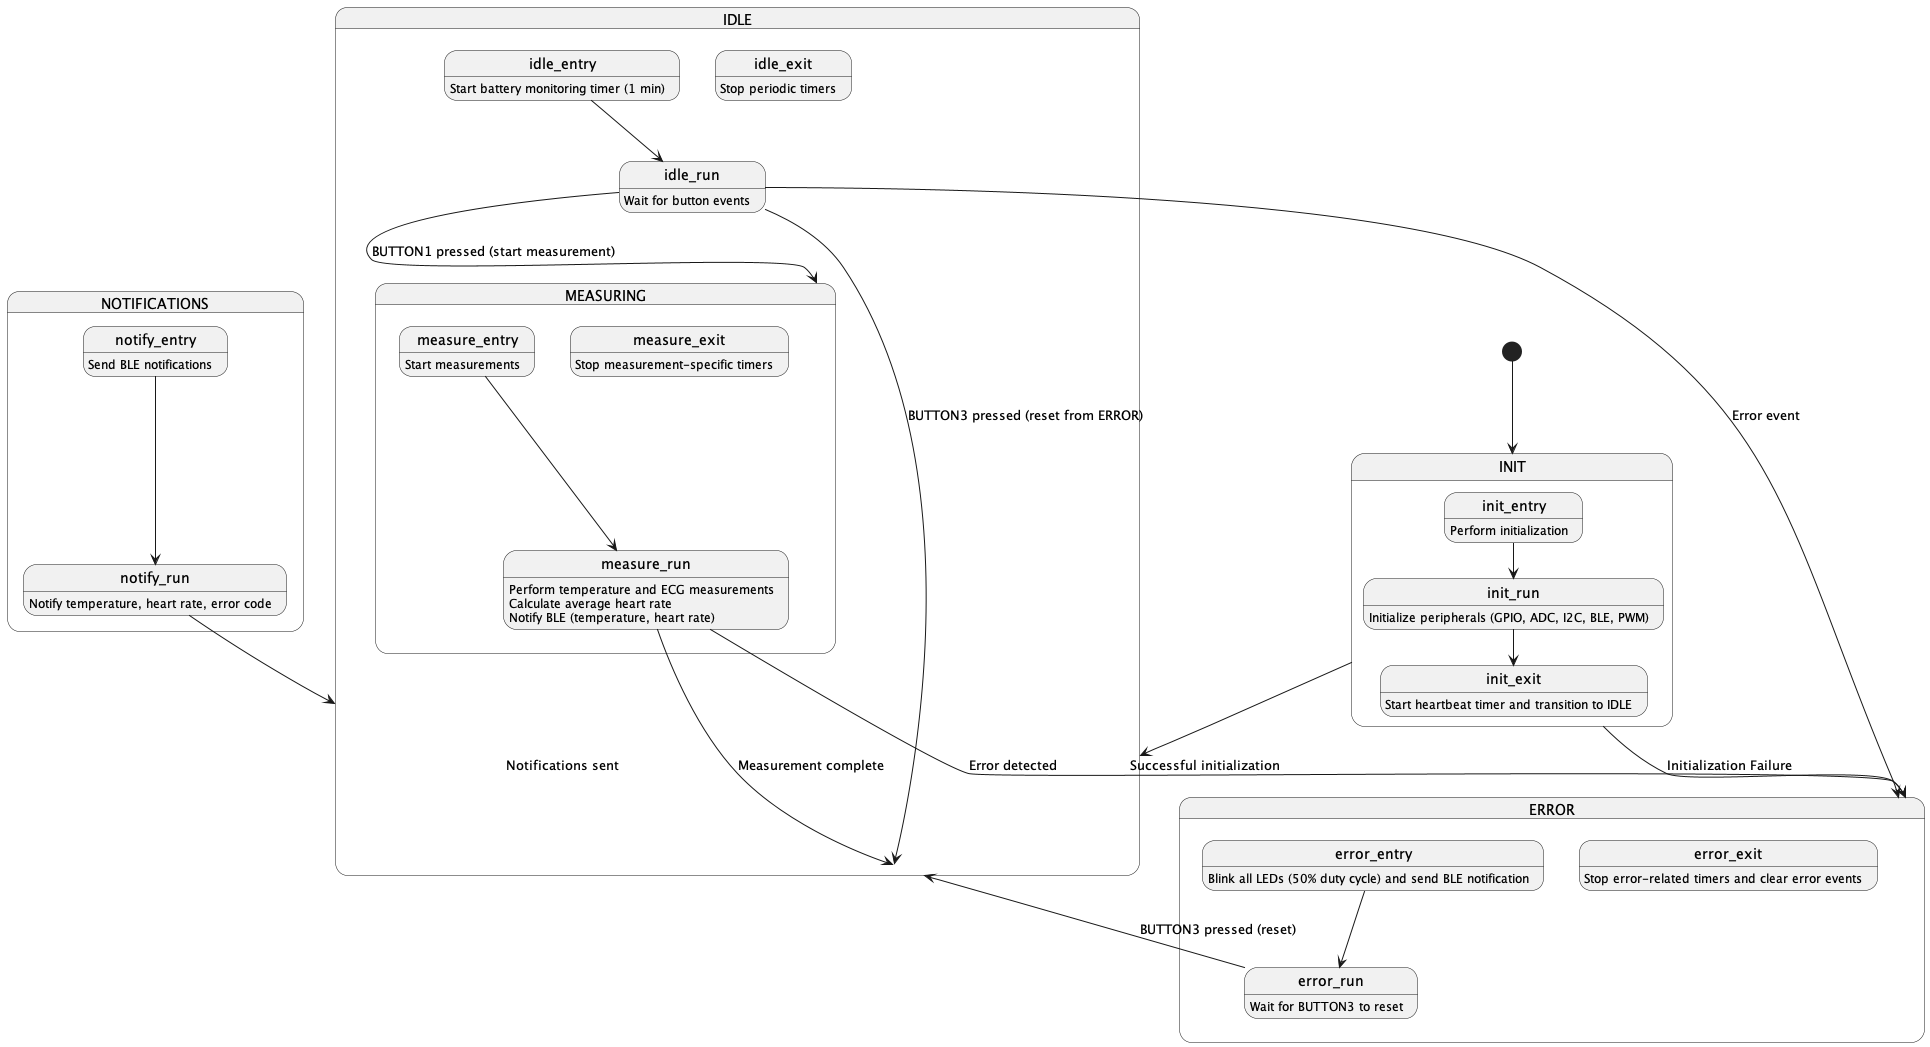 IDLE
idle_entry
Start battery monitoring timer (1 min)
idle_exit
Stop periodic timers
idle_run
Wait for button events
BUTTON1 pressed (start measurement)
MEASURING
measure_entry
Start measurements
measure_exit
Stop measurement-specific timers
measure_run
Perform temperature and ECG measurements
Calculate average heart rate
Notify BLE (temperature, heart rate)
BUTTON3 pressed (reset from ERROR)
Error event
NOTIFICATIONS
notify_entry
Send BLE notifications
notify_run
Notify temperature, heart rate, error code
INIT
init_entry
Perform initialization
init_run
Initialize peripherals (GPIO, ADC, I2C, BLE, PWM)
init_exit
Start heartbeat timer and transition to IDLE
Notifications sent
Measurement complete
Error detected
Successful initialization
Initialization Failure
ERROR
error_entry
Blink all LEDs (50% duty cycle) and send BLE notification
error_exit
Stop error-related timers and clear error events
BUTTON3 pressed (reset)
error_run
Wait for BUTTON3 to reset